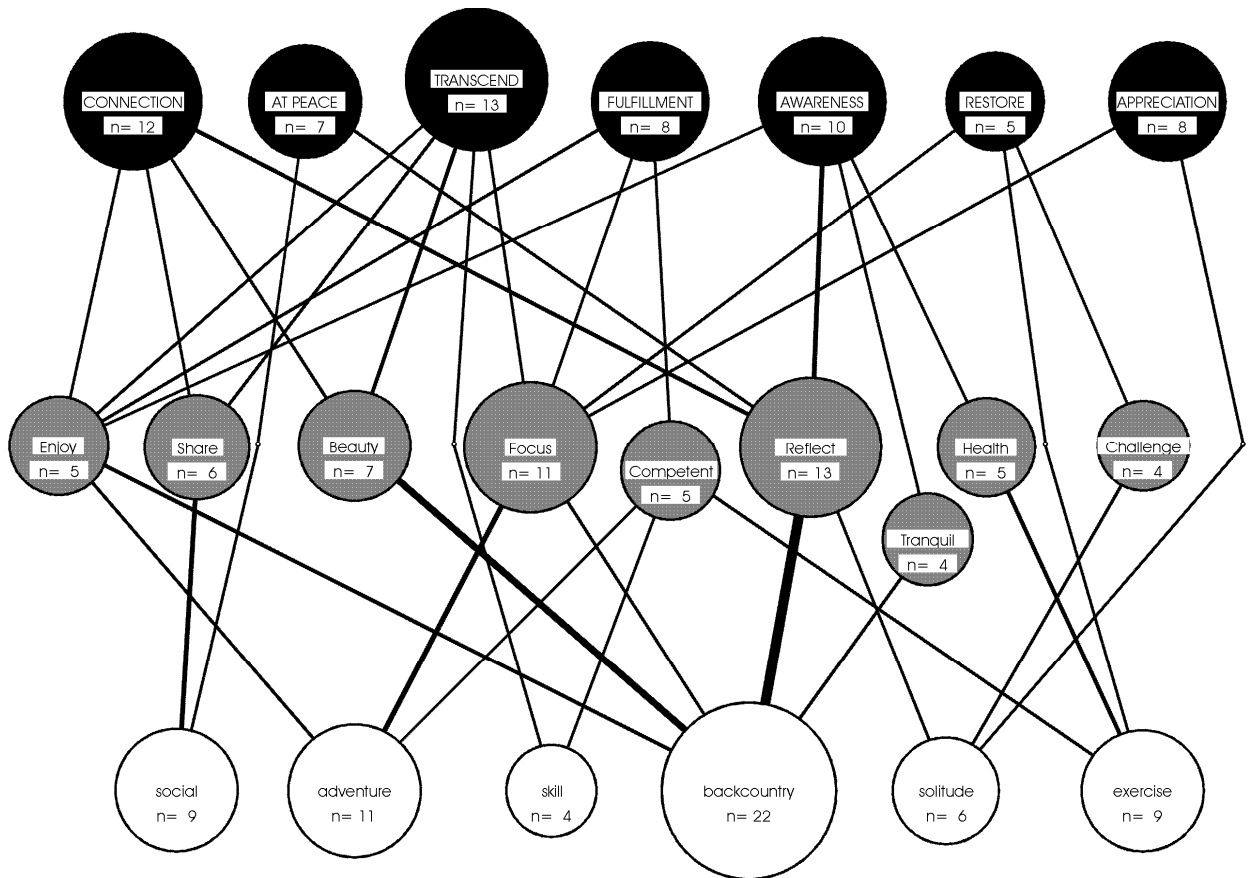 CONNECTION
n= 12
AT PEACE
n= 7
TRANSCEND
n= 13
FULFILLMENT
n= 8
AWARENESS
n= 10
RESTORE
n= 5
APPRECIATION
n= 8
Enjoy
n= 5
Share
n= 6
Beauty
n= 7
Focus
n= 11
Competent
n= 5
Reflect
n= 13
Health
n= 5
Challenge
n= 4
Tranquil
n= 4
social
n= 9
adventure
n= 11
skill
n= 4
backcountry
n= 22
solitude
n= 6
exercise
n= 9